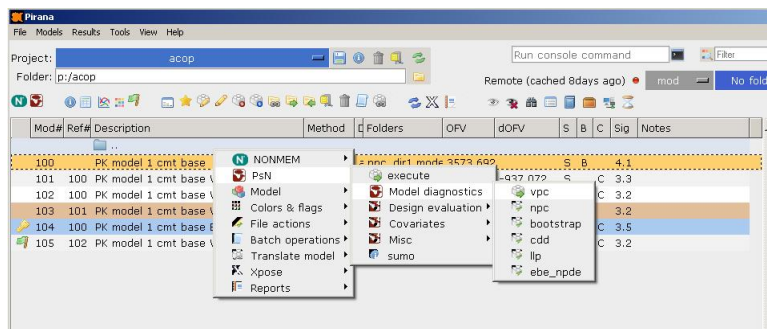 Pirana
File Models Results Tools View Help
Project: acop Run console command Filter
Folder: p:/acop Remote (cached 8days ago) mod No fold
Mod# Ref# Description Method Folders OFV dOFV S B C Sig Notes
..
100 PK model 1 cmt base 3573.692 S B 4.1
101 100 PK model 1 cmt base -937.072 S C 3.3
102 100 PK model 1 cmt base C 3.2
103 101 PK model 1 cmt base 3.2
104 100 PK model 1 cmt base C 3.5
105 102 PK model 1 cmt base C 3.2
NONMEM
PsN
Model
Colors & flags
File actions
Batch operations
Translate model
Xpose
Reports
execute
Model diagnostics
Design evaluation
Covariates
Misc
sumo
vpc
npc
bootstrap
cdd
llp
ebe_npde